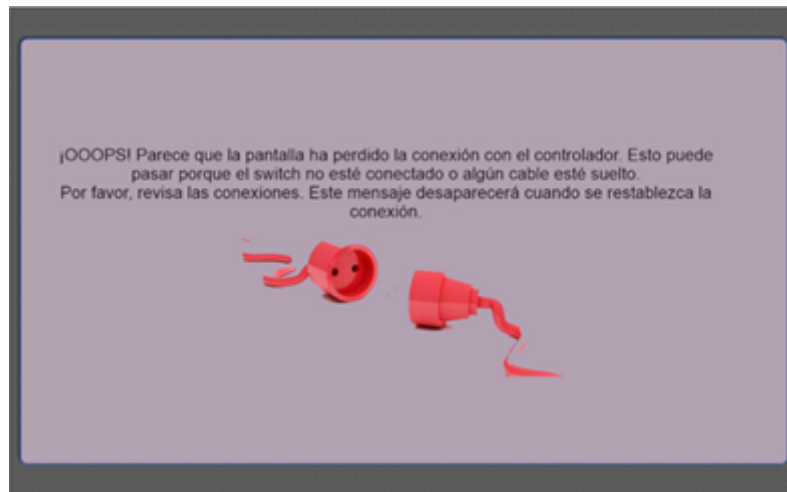 ¡OOOPS! Parece que la pantalla ha perdido la conexión con el controlador. Esto puede
pasar porque el switch no esté conectado o algún cable esté suelto.
Por favor, revisa las conexiones. Este mensaje desaparecerá cuando se restablezca la
conexión.